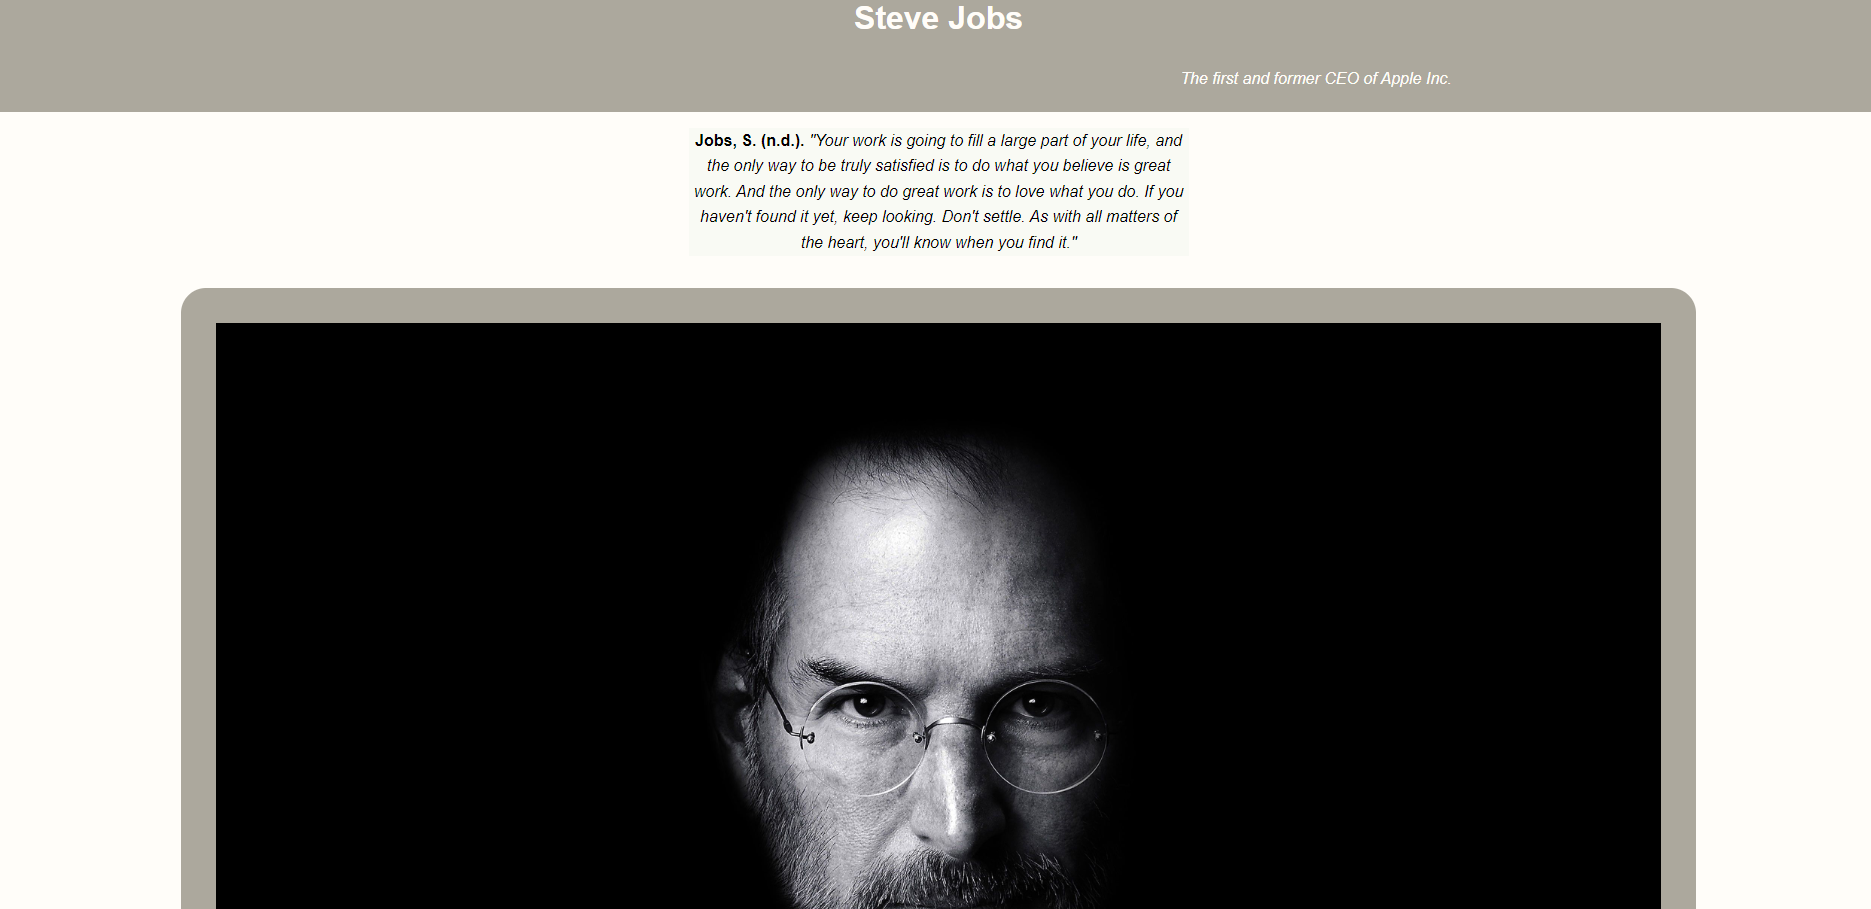 Steve Jobs
The first and former CEO of Apple Inc.
Jobs, S. (n.d.). "Your work is going to fill a large part of your life, and
the only way to be truly satisfied is to do what you believe is great
work. And the only way to do great work is to love what you do. If you
haven't found it yet, keep looking. Don't settle. As with all matters of
the heart, you'll know when you find it."